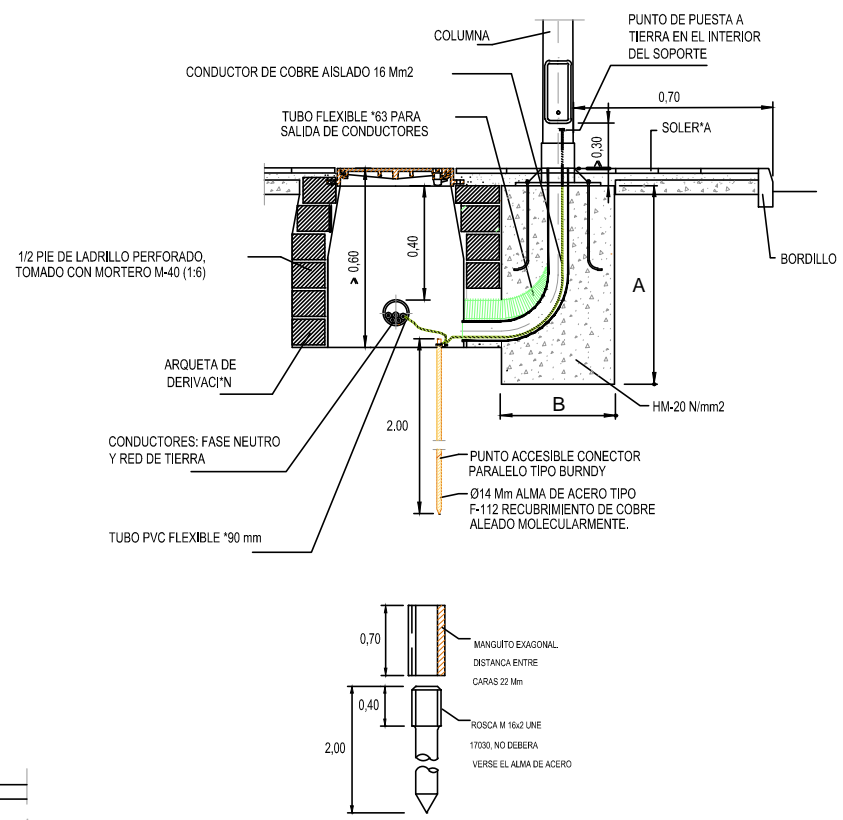 COLUMNA
PUNTO DE PUESTA A
TIERRA EN EL INTERIOR
DEL SOPORTE
CONDUCTOR DE COBRE AISLADO 16 Mm2
0,70
TUBO FLEXIBLE *63 PARA
SALIDA DE CONDUCTORES
SOLER*A
> 0,30
1/2 PIE DE LADRILLO PERFORADO,
TOMADO CON MORTERO M-40 (1:6)
> 0,60
0,40
A
BORDILLO
ARQUETA DE
DERIVACI*N
B
HM-20 N/mm2
2.00
CONDUCTORES: FASE NEUTRO
Y RED DE TIERRA
PUNTO ACCESIBLE CONECTOR
PARALELO TIPO BURNDY
Ø14 Mm ALMA DE ACERO TIPO
F-112 RECUBRIMIENTO DE COBRE
ALEADO MOLECULARMENTE.
TUBO PVC FLEXIBLE *90 mm
0,70
MANGUITO EXAGONAL.
DISTANCA ENTRE
CARAS 22 Mm
0,40
2,00
ROSCA M 16x2 UNE
17030, NO DEBERA
VERSE EL ALMA DE ACERO